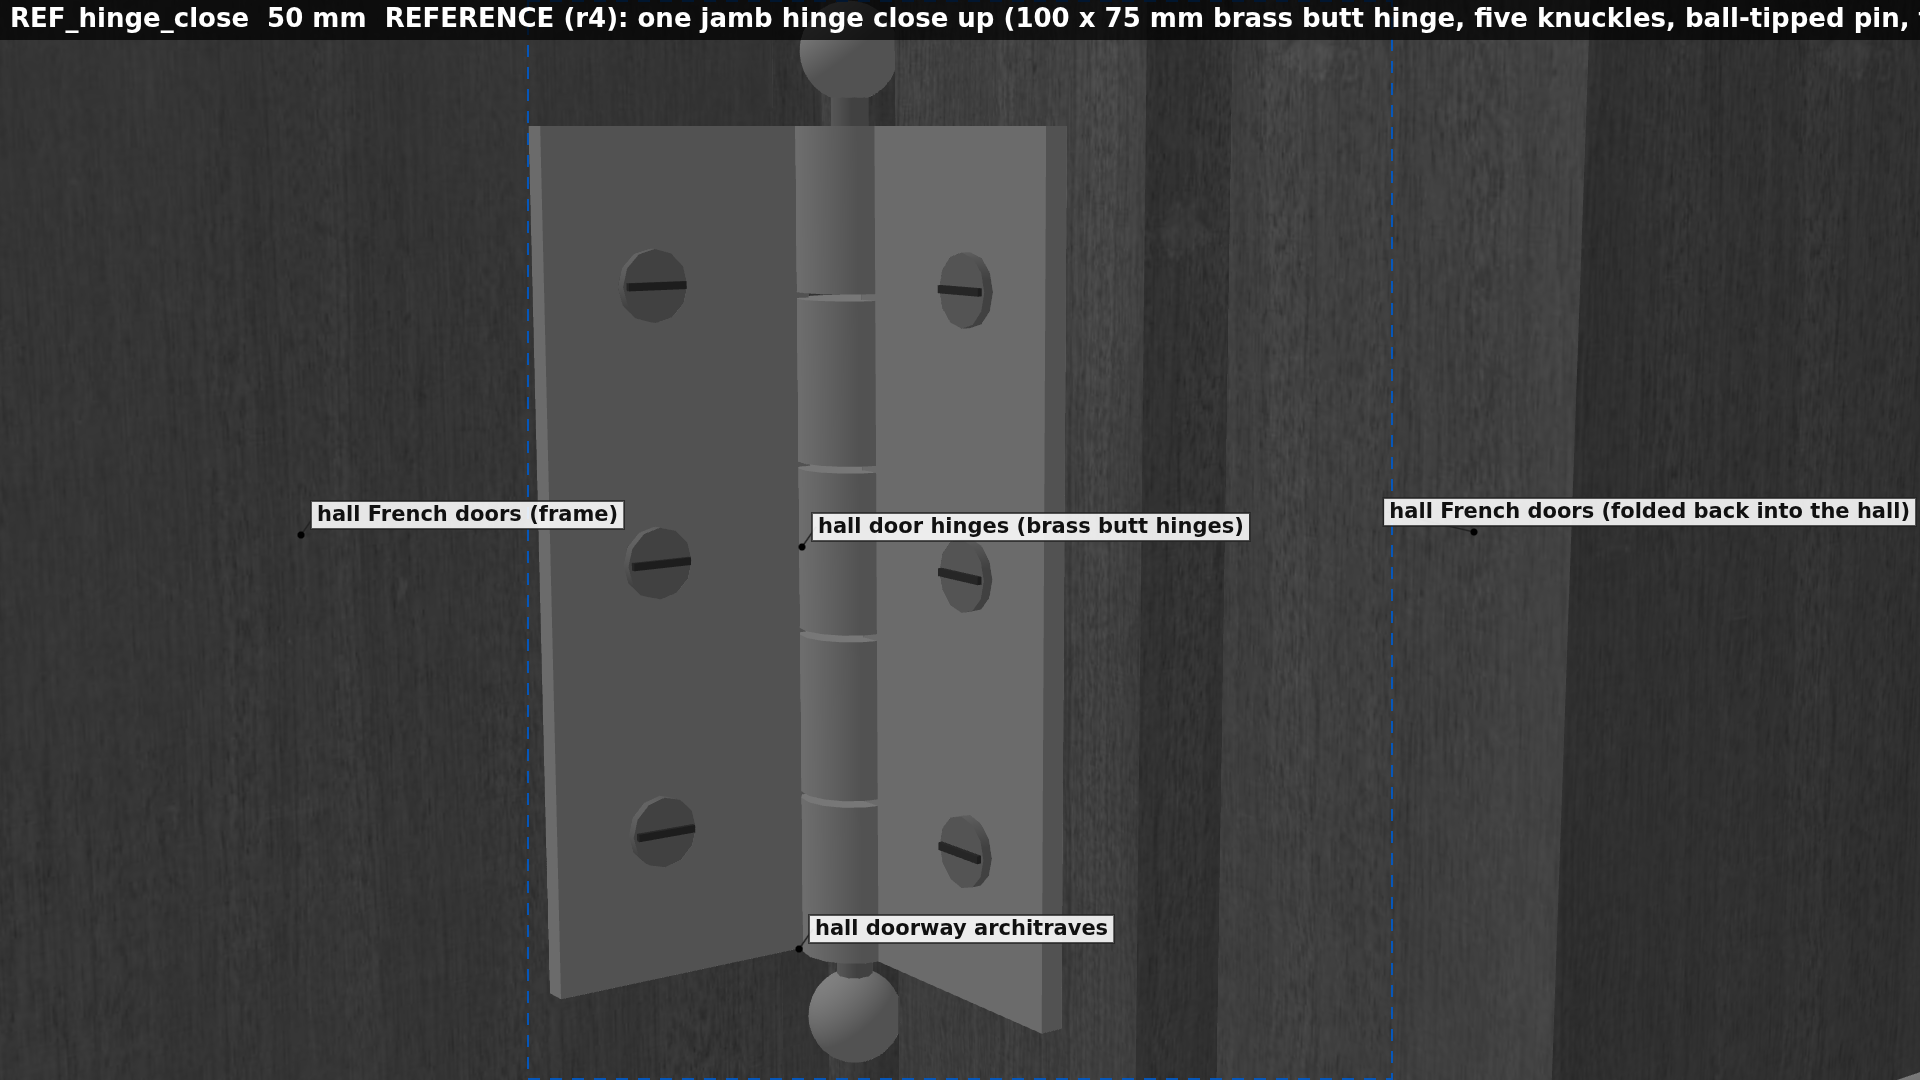 REF_hinge_close 50 mm REFERENCE (r4): one jamb hinge close up (100 x 75 mm brass butt hinge, five knuckles, ball-tipped pin,
hall French doors (frame)
hall door hinges (brass butt hinges)
hall French doors (folded back into the hall)
hall doorway architraves